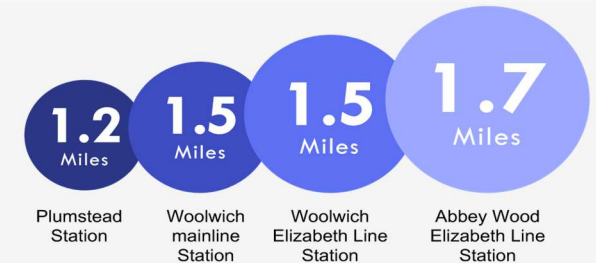 1.2
Miles
1.5
Miles
1.5
Miles
1.7
Miles
Plumstead
Station
Woolwich
mainline
Station
Woolwich
Elizabeth Line
Station
Abbey Wood
Elizabeth Line
Station